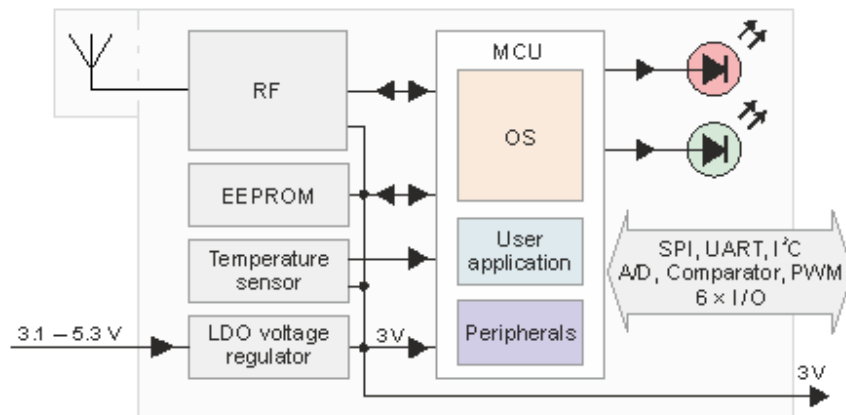 RF
MCU
OS
EEPROM
User
application
Temperature
sensor
SPI, UART, I²C
A/D, Comparator, PWM
6 × I/O
3.1 – 5.3 V
LDO voltage
regulator
3V
Peripherals
3V